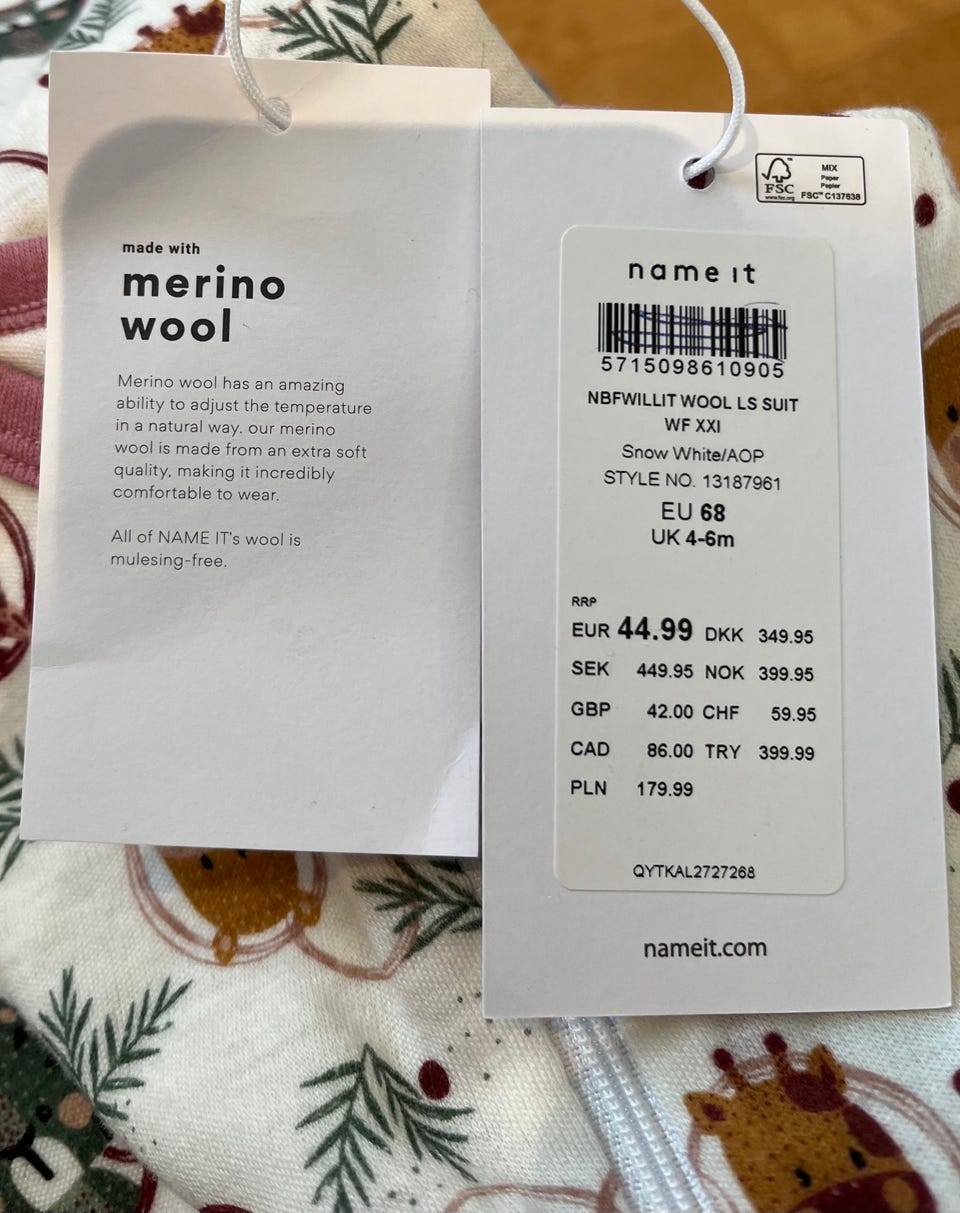 made with
merino
wool
Merino wool has an amazing
ability to adjust the temperature
in a natural way. our merino
wool is made from an extra soft
quality, making it incredibly
comfortable to wear.
All of NAME IT's wool is
mulesing-free.
FSC™
www.fsc.org
MIX
Paper
Papier
FSC™ C137638
name it
5715098610905
NBFWILLIT WOOL LS SUIT
WF XXI
Snow White/AOP
STYLE NO. 13187961
EU 68
UK 4-6m
RRP
EUR 44.99 DKK 349.95
SEK 449.95 NOK 399.95
GBP 42.00 CHF 59.95
CAD 86.00 TRY 399.99
PLN 179.99
QYTKAL2727268
nameit.com